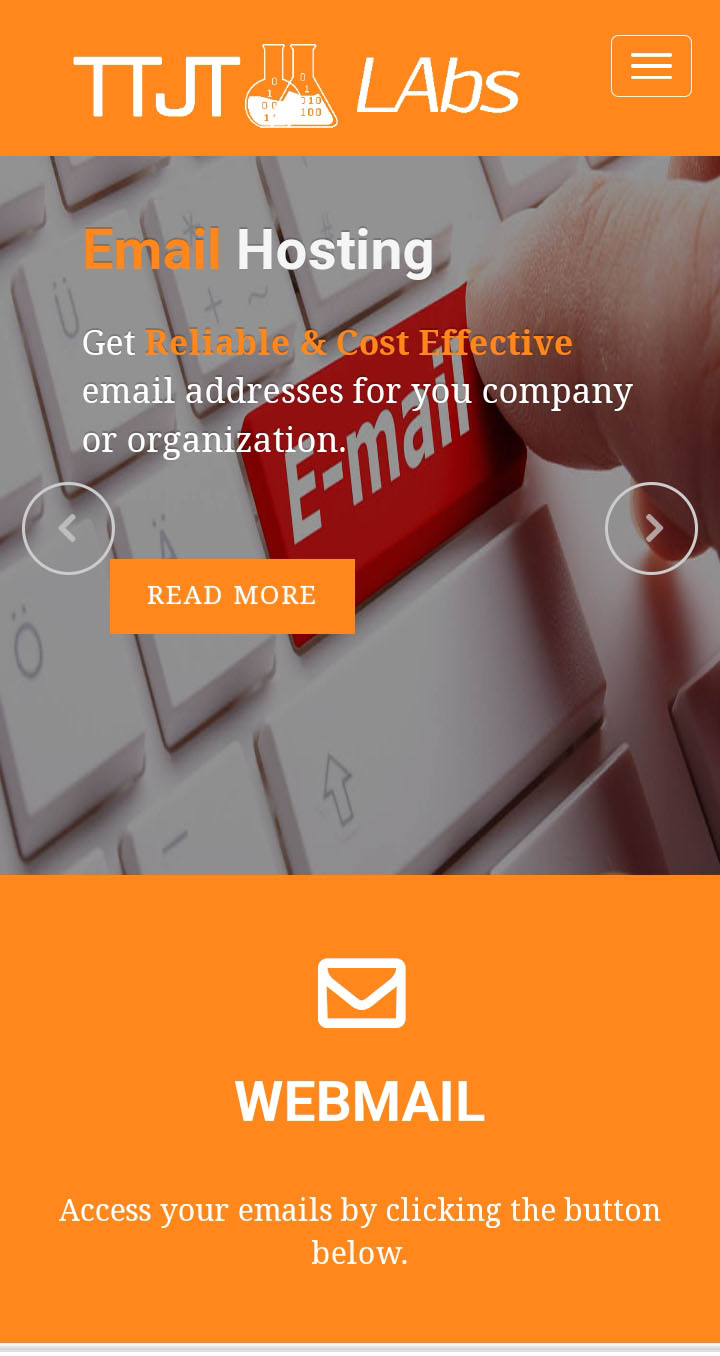 TTJT LAbs
Email Hosting
Get Reliable & Cost Effective
email addresses for you company
or organization.
E-mail
READ MORE
WEBMAIL
Access your emails by clicking the button
below.